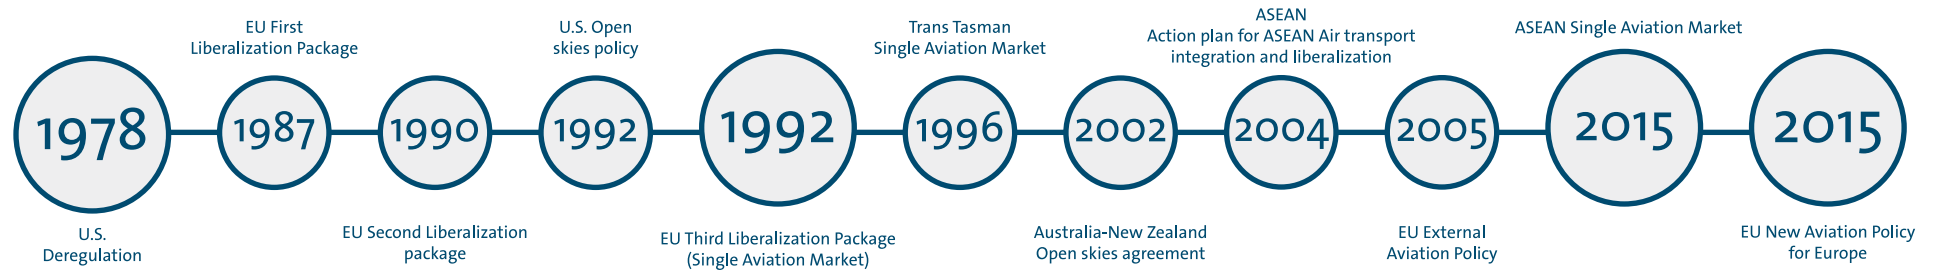 1978
U.S.
Deregulation
EU First
Liberalization Package
1987
1990
EU Second Liberalization
package
U.S. Open
skies policy
1992
1992
EU Third Liberalization Package
(Single Aviation Market)
Trans Tasman
Single Aviation Market
1996
2002
Australia-New Zealand
Open skies agreement
ASEAN
Action plan for ASEAN Air transport
integration and liberalization
2004
2005
EU External
Aviation Policy
ASEAN Single Aviation Market
2015
2015
EU New Aviation Policy
for Europe